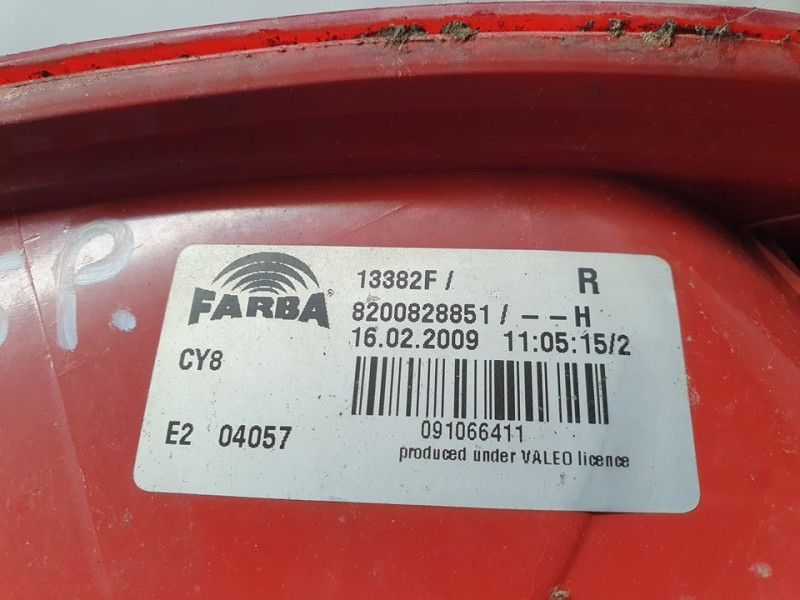 P.
FARBA
13382F / R
8200828851 / - - H
16.02.2009 11:05:15/2
CY8
091066411
E2 04057
produced under VALEO licence